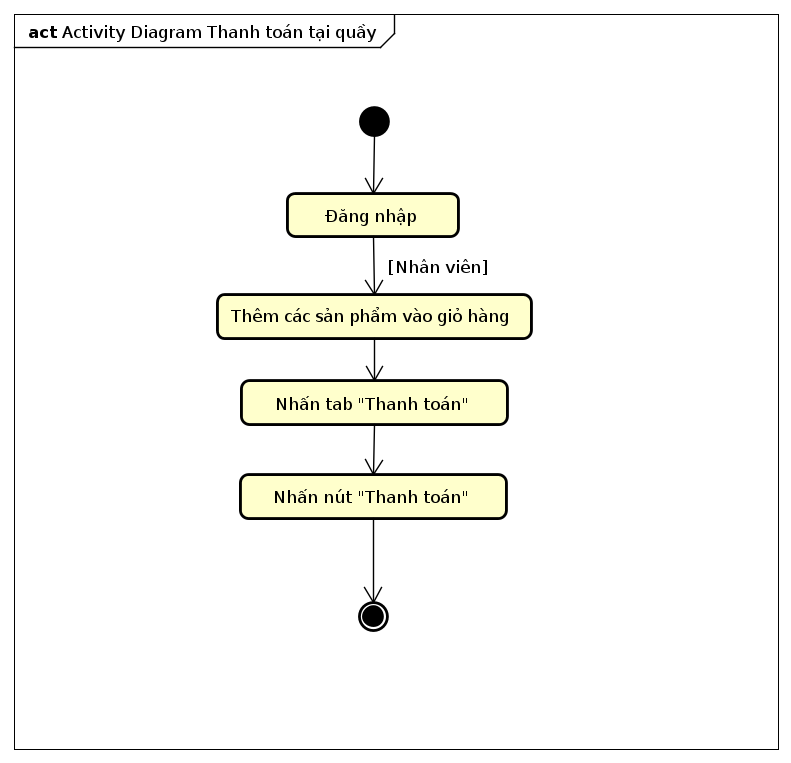 act Activity Diagram Thanh toán tại quầy
Đăng nhập
[Nhân viên]
Thêm các sản phẩm vào giỏ hàng
Nhấn tab "Thanh toán"
Nhấn nút "Thanh toán"